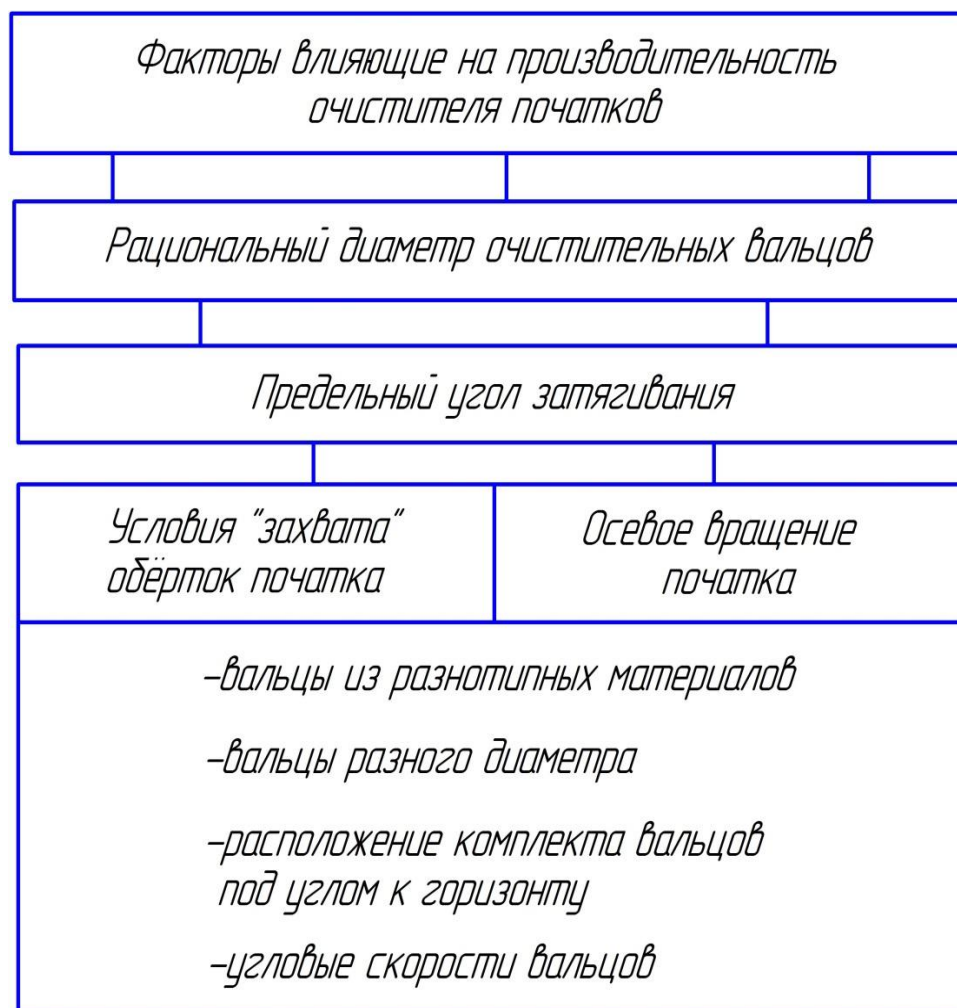 Факторы влияющие на производительность
очистителя початков
Рациональный диаметр очистительных вальцов
Предельный угол затягивания
Условия "захвата"
обёрток початка
Осевое вращение
початка
-вальцы из разнотипных материалов
-вальцы разного диаметра
-расположение комплекта вальцов
под углом к горизонту
-угловые скорости вальцов